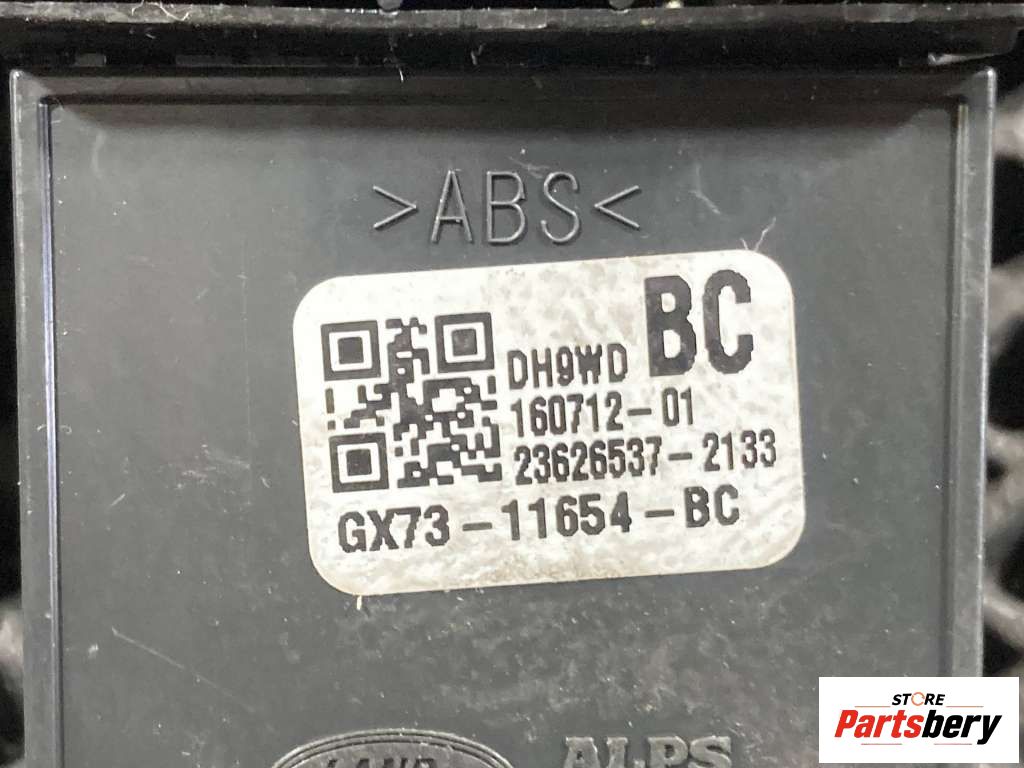 >ABS<
DH9WD BC
160712-01
23626537-2133
GX73-11654-BC
ALPS
STORE
Partsbery